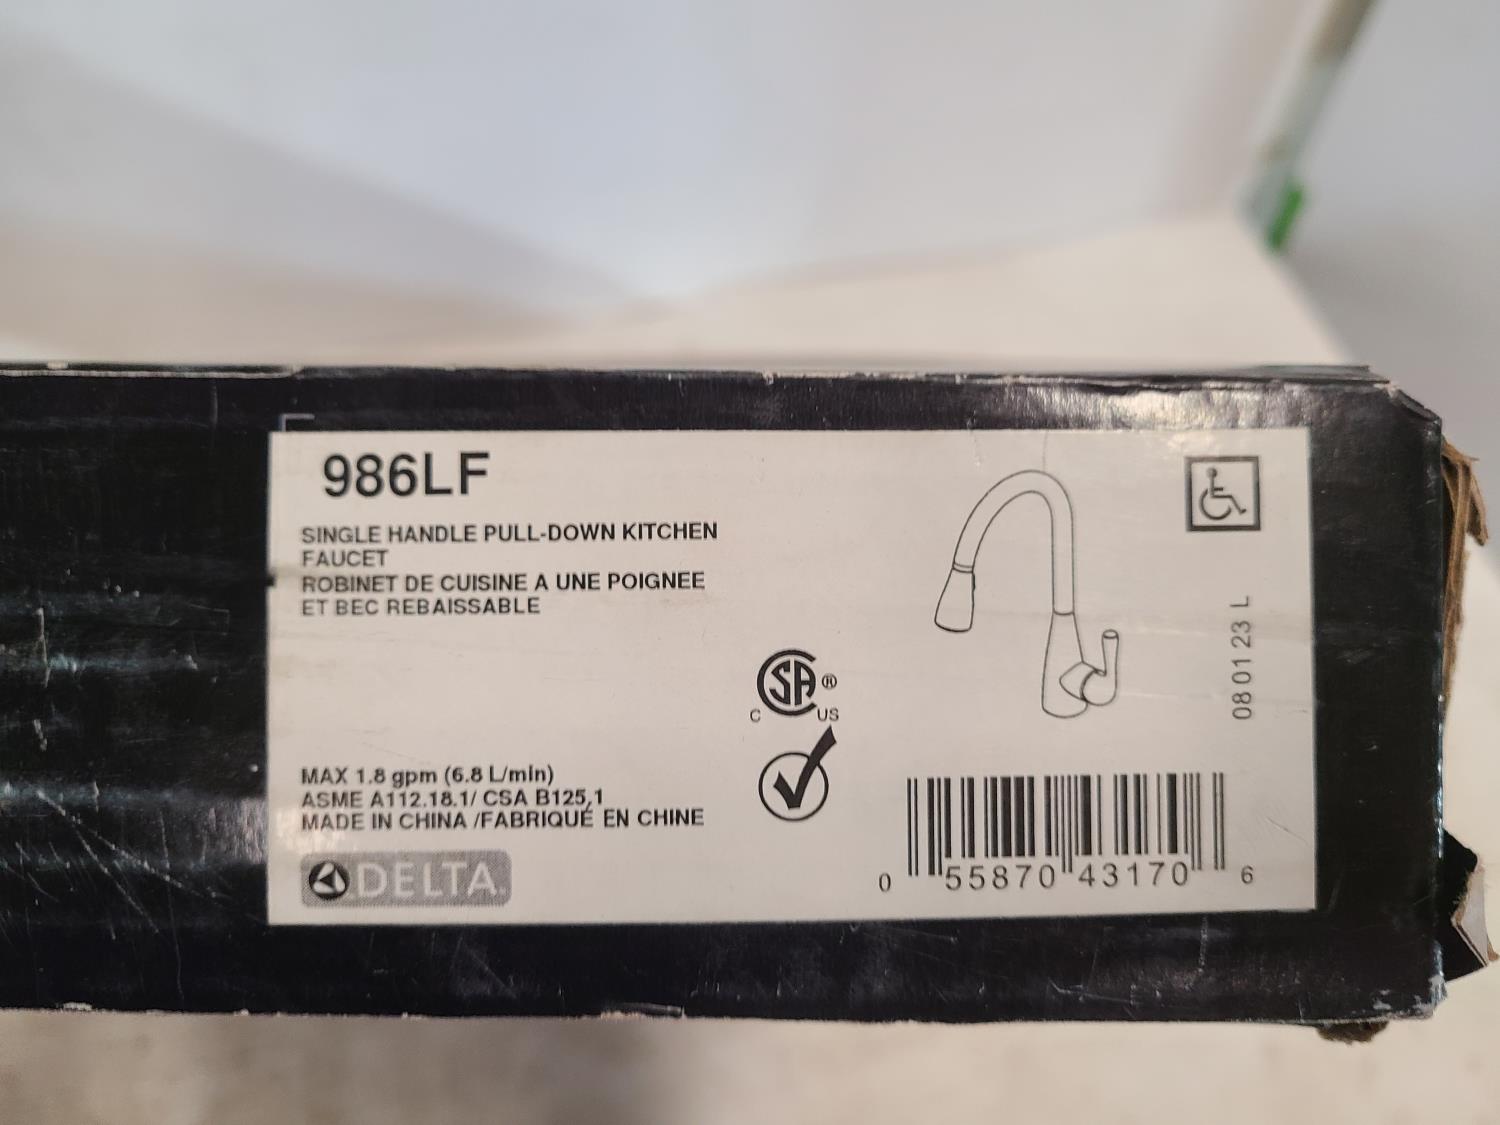 986LF
SINGLE HANDLE PULL-DOWN KITCHEN
FAUCET
ROBINET DE CUISINE A UNE POIGNEE
ET BEC REBAISSABLE
CSA®
C US
MAX 1.8 gpm (6.8 L/min)
ASME A112.18.1/ CSA B125.1
MADE IN CHINA /FABRIQUÉ EN CHINE
DELTA
08 01 23 L
0 55870 43170 6